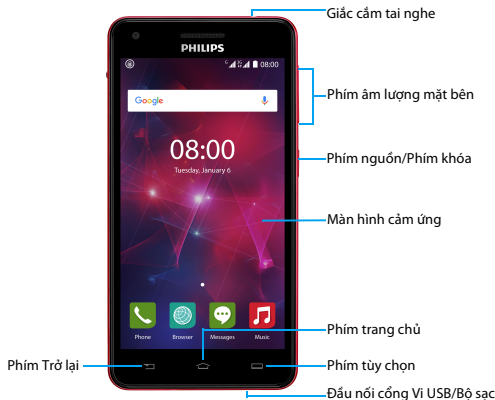 Giắc cắm tai nghe
PHILIPS
08:00
Google
Phím âm lượng mặt bên
08:00
Tuesday, January 6
Phím nguồn/Phím khóa
Màn hình cảm ứng
Phone Browser Messages Music
Phím trang chủ
Phím Trở lại
Phím tùy chọn
Đầu nối cổng Vi USB/Bộ sạc